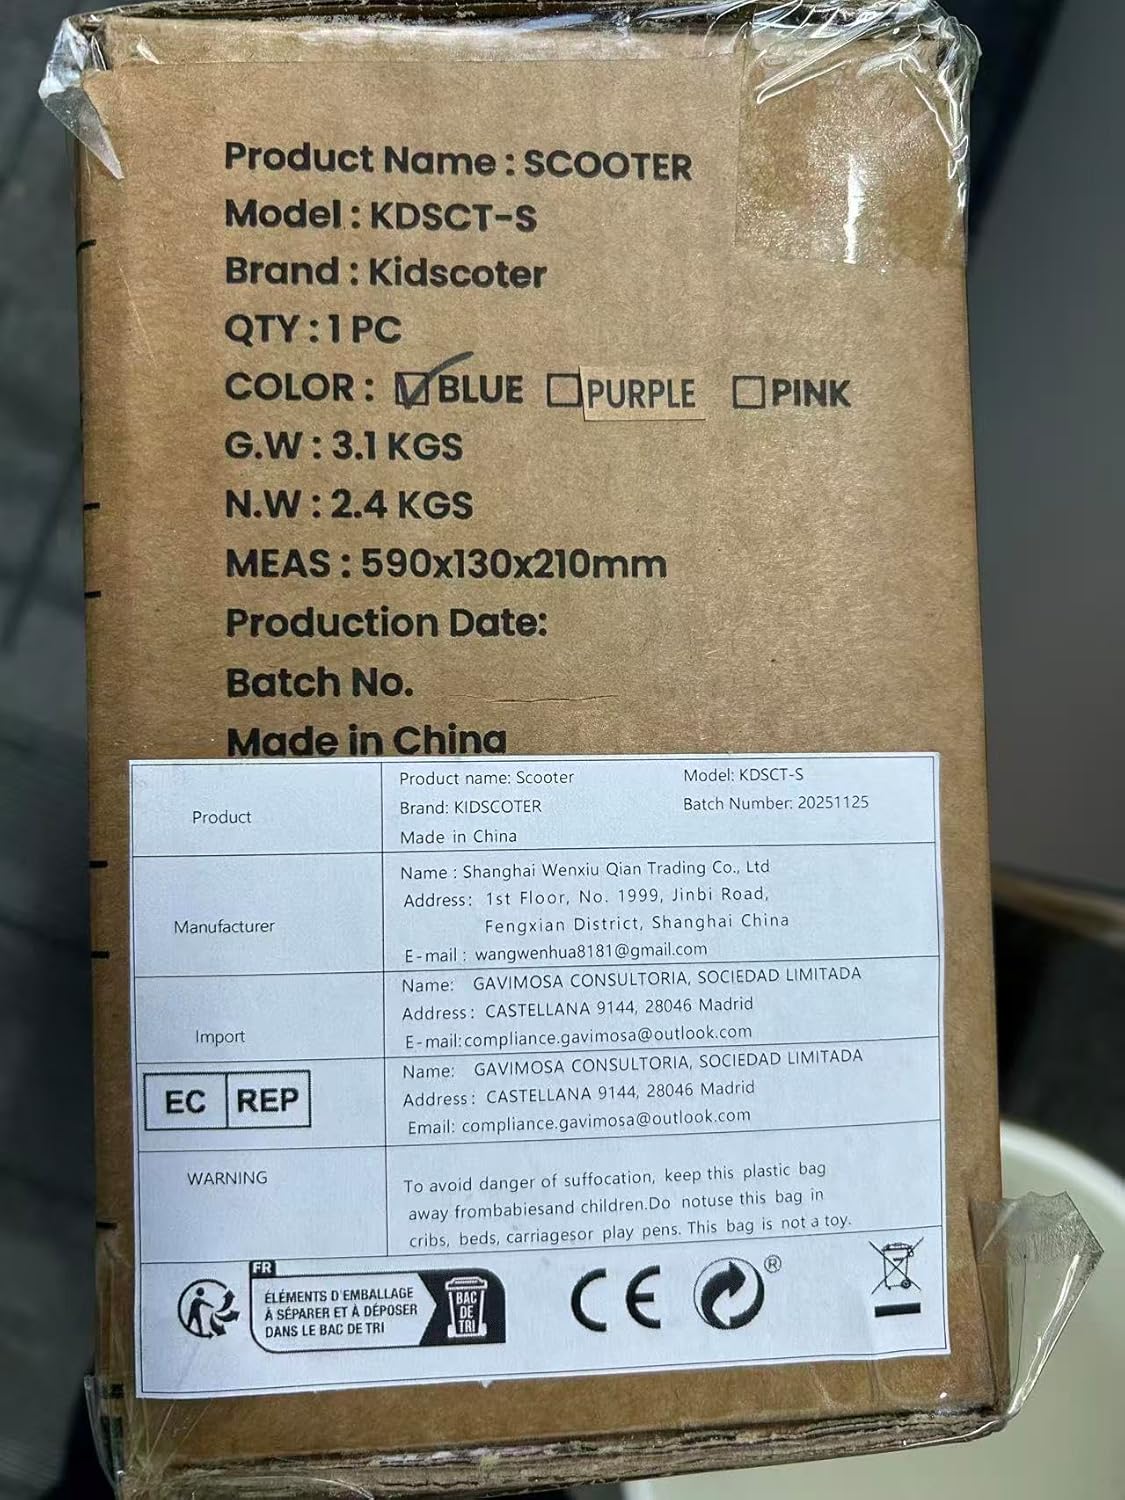 Product Name : SCOOTER
Model : KDSCT-S
Brand : Kidscoter
QTY : 1 PC
COLOR : BLUE PURPLE PINK
G.W : 3.1 KGS
N.W : 2.4 KGS
MEAS : 590x130x210mm
Production Date:
Batch No.
Made in China
Product
Product name: Scooter Model: KDSCT-S
Brand: KIDSCOTER Batch Number: 20251125
Made in China
Manufacturer
Name : Shanghai Wenxiu Qian Trading Co., Ltd
Address: 1st Floor, No. 1999, Jinbi Road,
Fengxian District, Shanghai China
E-mail : wangwenhua8181@gmail.com
Import
Name: GAVIMOSA CONSULTORIA, SOCIEDAD LIMITADA
Address: CASTELLANA 9144, 28046 Madrid
E-mail:compliance.gavimosa@outlook.com
EC REP
Name: GAVIMOSA CONSULTORIA, SOCIEDAD LIMITADA
Address: CASTELLANA 9144, 28046 Madrid
Email: compliance.gavimosa@outlook.com
WARNING
To avoid danger of suffocation, keep this plastic bag
away frombabiesand children.Do notuse this bag in
cribs, beds, carriagesor play pens. This bag is not a toy.
FR
ÉLÉMENTS D'EMBALLAGE
À SÉPARER ET À DÉPOSER
DANS LE BAC DE TRI
BAC
DE
TRI
CE
®